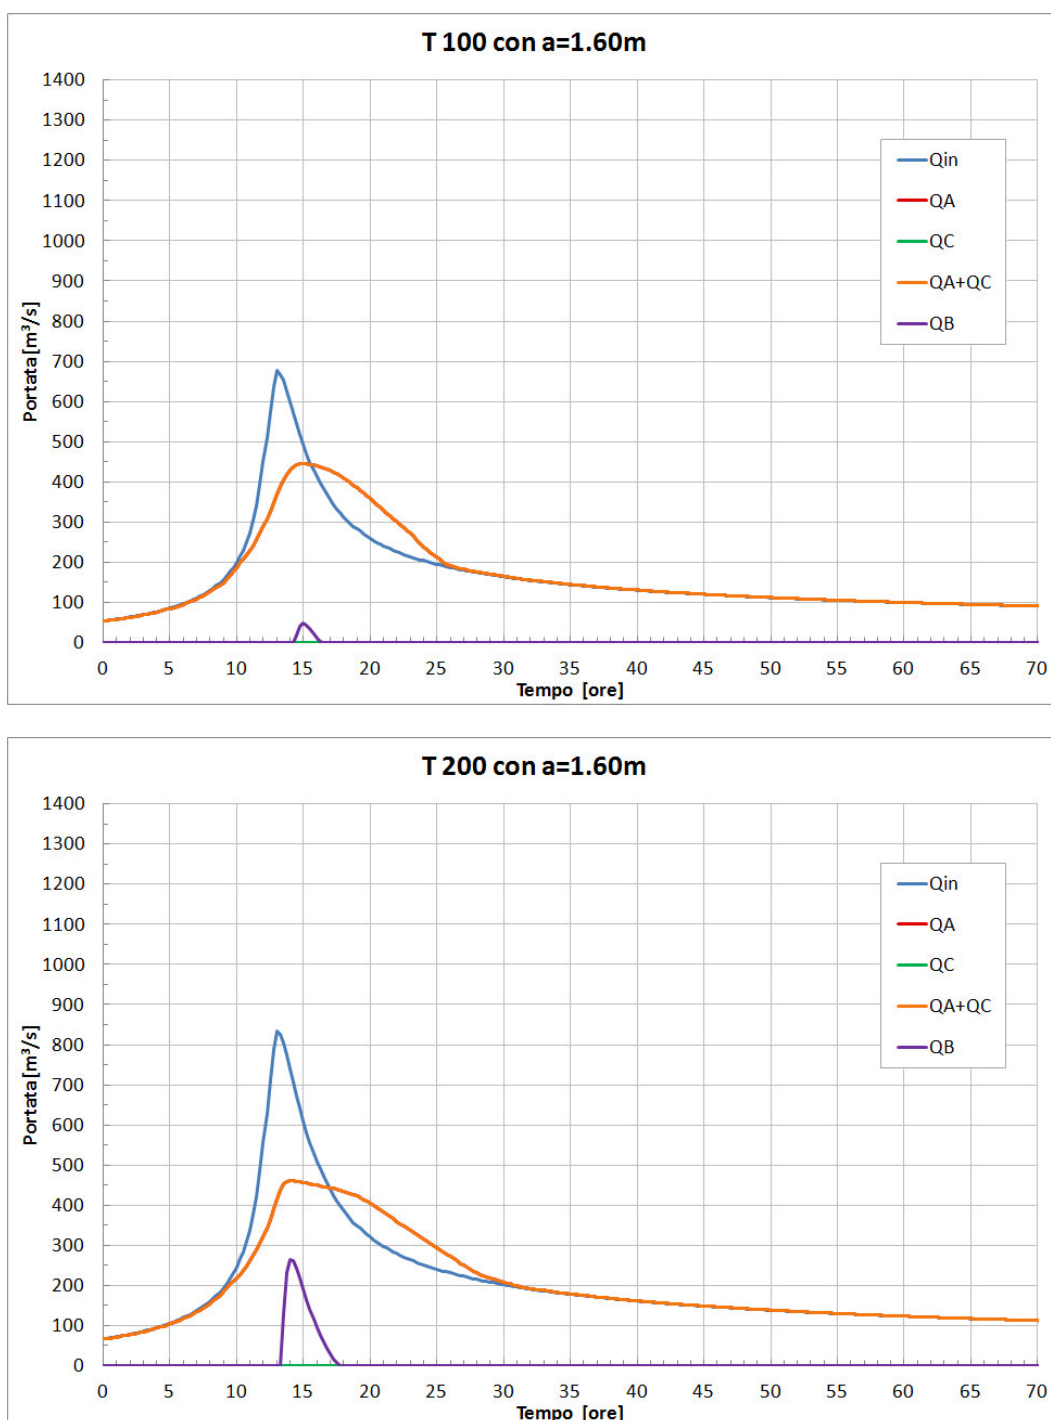 T 100 con a=1.60m
1400
1300
1200
1100
1000
900
800
700
600
500
400
300
200
100
0
Portata[m³/s]
0 5 10 15 20 25 30 35 40 45 50 55 60 65 70
Tempo [ore]
Qin
QA
QC
QA+QC
QB
T 200 con a=1.60m
1400
1300
1200
1100
1000
900
800
700
600
500
400
300
200
100
0
Portata[m³/s]
0 5 10 15 20 25 30 35 40 45 50 55 60 65 70
Tempo [ore]
Qin
QA
QC
QA+QC
QB